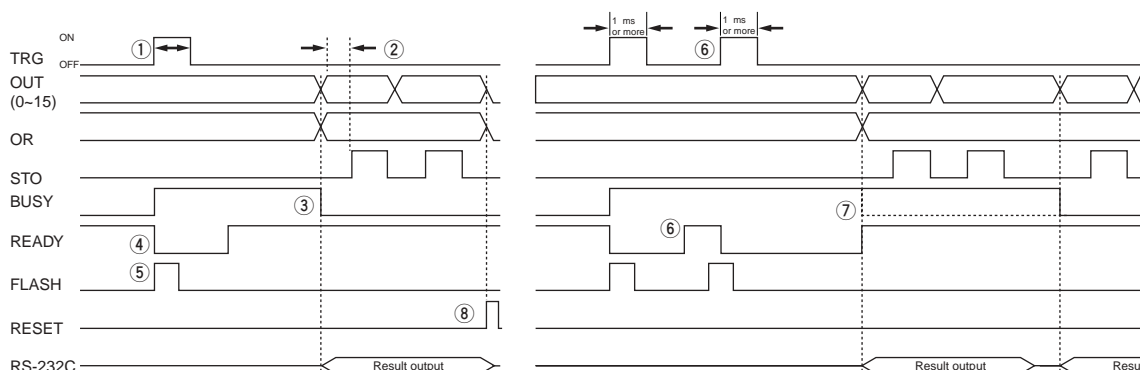 1 ms
or more
1 ms
or more
ON
① ② ⑥
TRG
OFF
OUT
(0~15)
OR
STO
BUSY
③ ⑦
READY
④ ⑥
FLASH
⑤
RESET
⑧
RS-232C
Result output
Result output
Resu